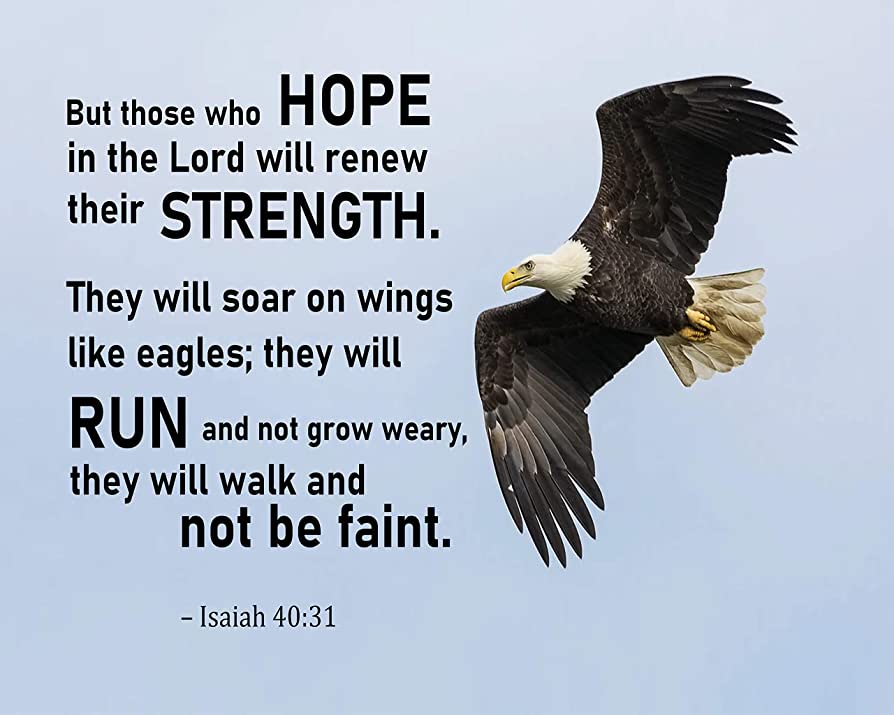 But those who HOPE
in the Lord will renew
their STRENGTH.
They will soar on wings
like eagles; they will
RUN and not grow weary,
they will walk and
not be faint.
– Isaiah 40:31